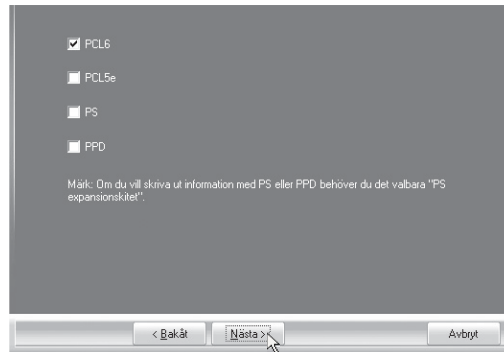 PCL6
PCL5e
PS
PPD
Märk: Om du vill skriva ut information med PS eller PPD behöver du det valbara "PS
expansionskitet".
< Bakåt Nästa > Avbryt